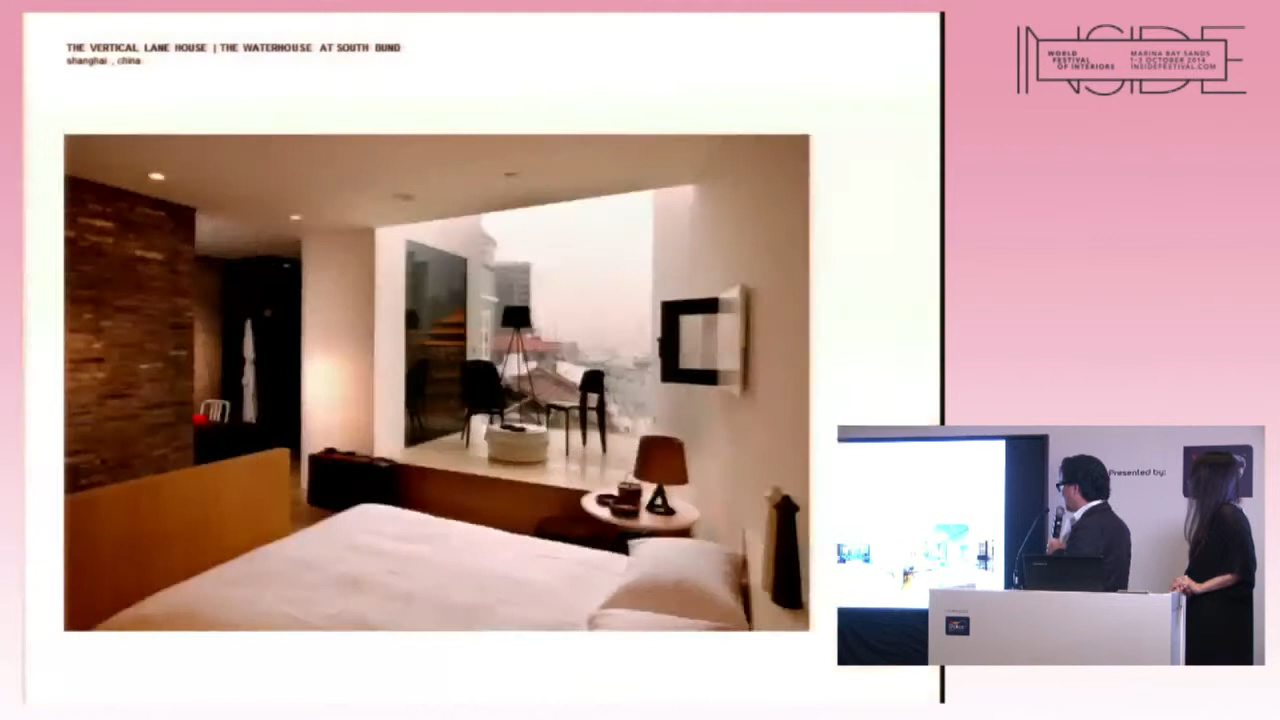 THE VERTICAL LANE HOUSE | THE WATERHOUSE AT SOUTH BUND
shanghai , china
INSIDE
WORLD
FESTIVAL
OF INTERIORS
MARINA BAY SANDS
1-3 OCTOBER 2014
INSIDEFESTIVAL.COM
Presented by: